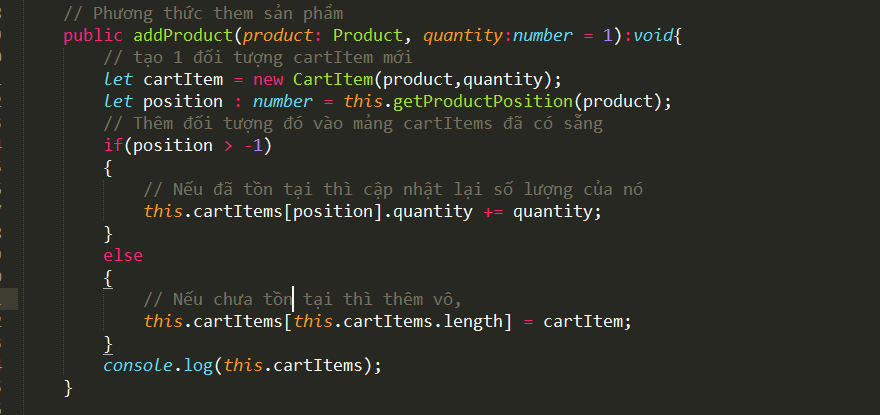 // Phương thức them sản phẩm
public addProduct(product: Product, quantity:number = 1):void{
// tạo 1 đối tượng cartItem mới
let cartItem = new CartItem(product,quantity);
let position : number = this.getProductPosition(product);
// Thêm đối tượng đó vào mảng cartItems đã có sẵng
if(position > -1)
{
// Nếu đã tồn tại thì cập nhật lại số lượng của nó
this.cartItems[position].quantity += quantity;
}
else
{
// Nếu chưa tồn tại thì thêm vô,
this.cartItems[this.cartItems.length] = cartItem;
}
console.log(this.cartItems);
}